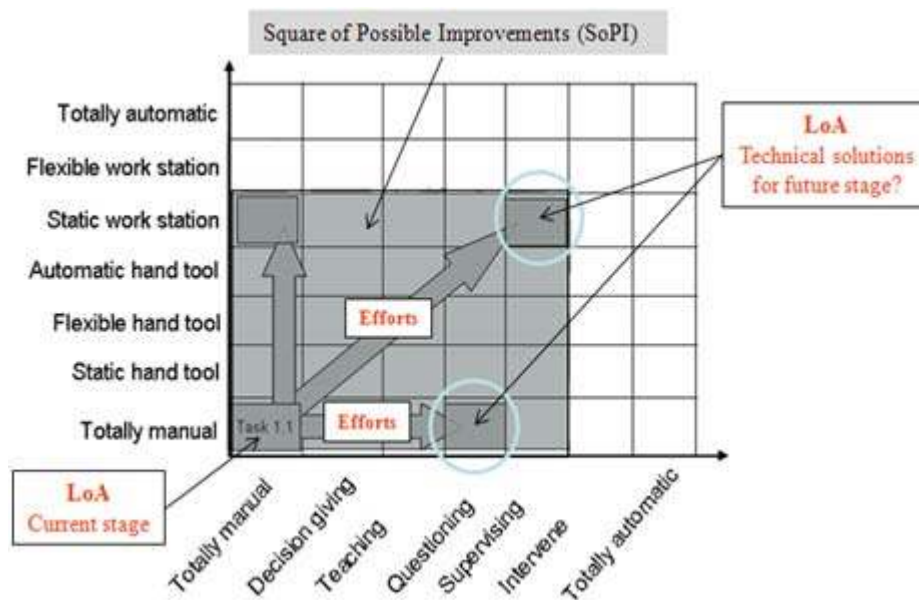 Square of Possible Improvements (SoPI)
Totally automatic
Flexible work station
Static work station
Automatic hand tool
Flexible hand tool
Static hand tool
Totally manual
LoA
Technical solutions
for future stage?
Efforts
Efforts
Task 1.1
LoA
Current stage
Totally manual
Decision giving
Teaching
Questioning
Supervising
Intervene
Totally automatic